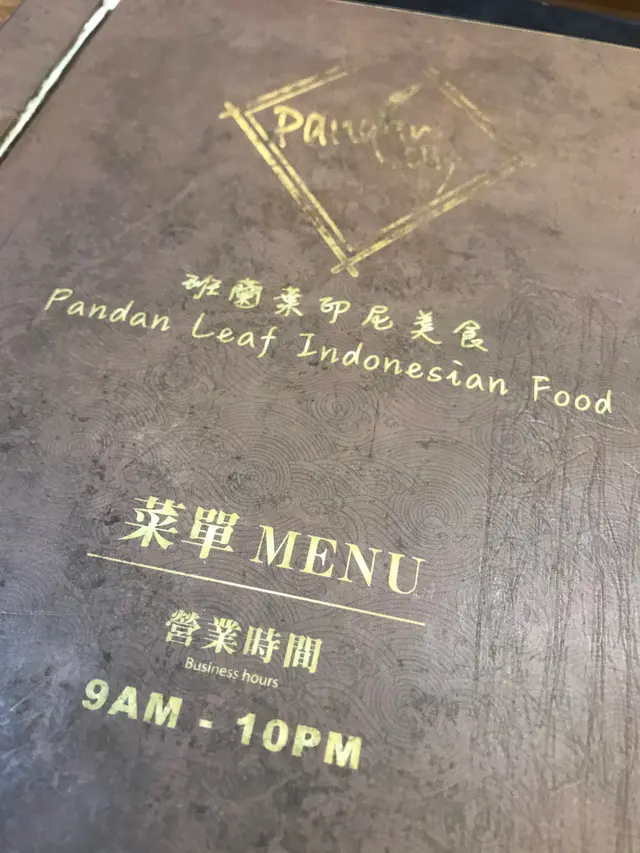 Pandan
班蘭葉印尼美食
Pandan Leaf Indonesian Food
菜單 MENU
營業時間
Business hours
9AM - 10PM